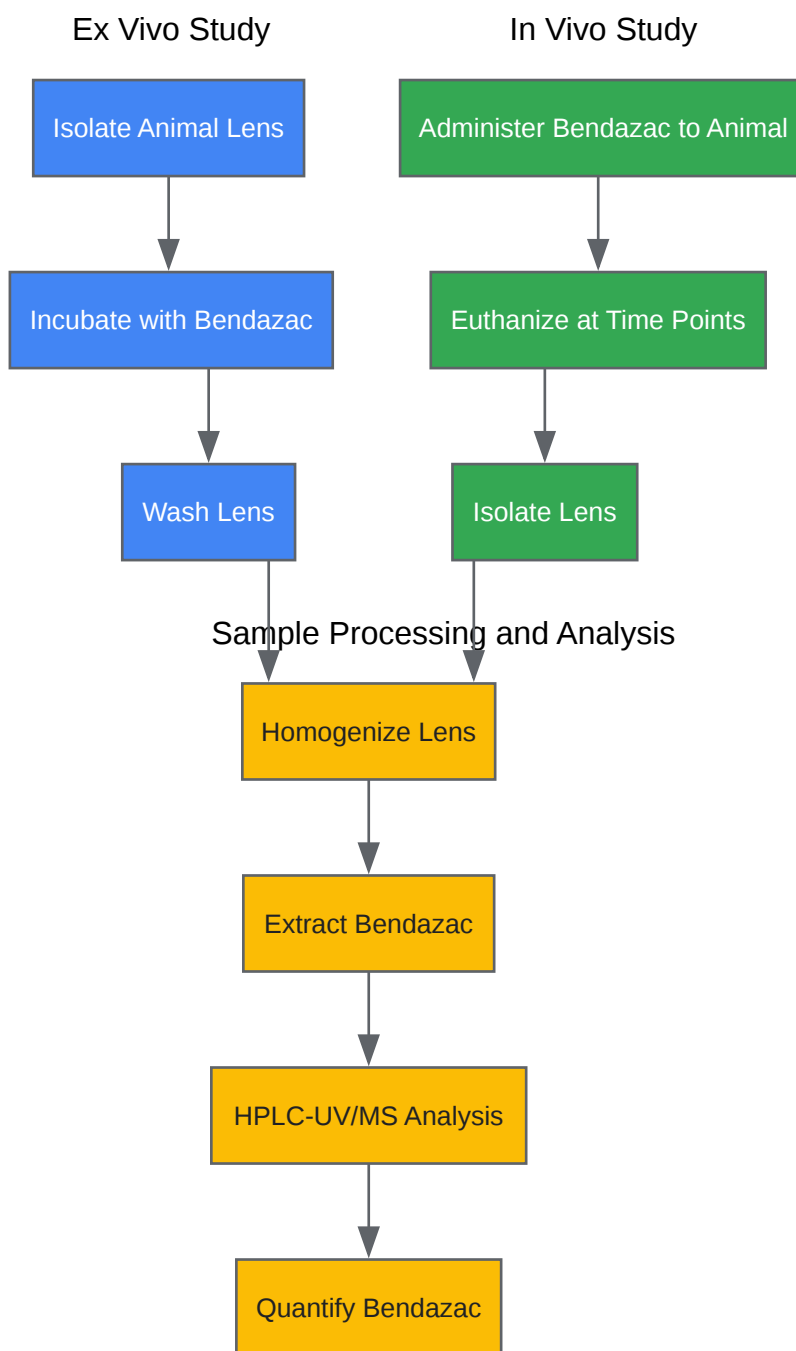 Ex Vivo Study
In Vivo Study
Isolate Animal Lens
Administer Bendazac to Animal
Incubate with Bendazac
Euthanize at Time Points
Wash Lens
Isolate Lens
Sample Processing and Analysis
Homogenize Lens
Extract Bendazac
HPLC-UV/MS Analysis
Quantify Bendazac